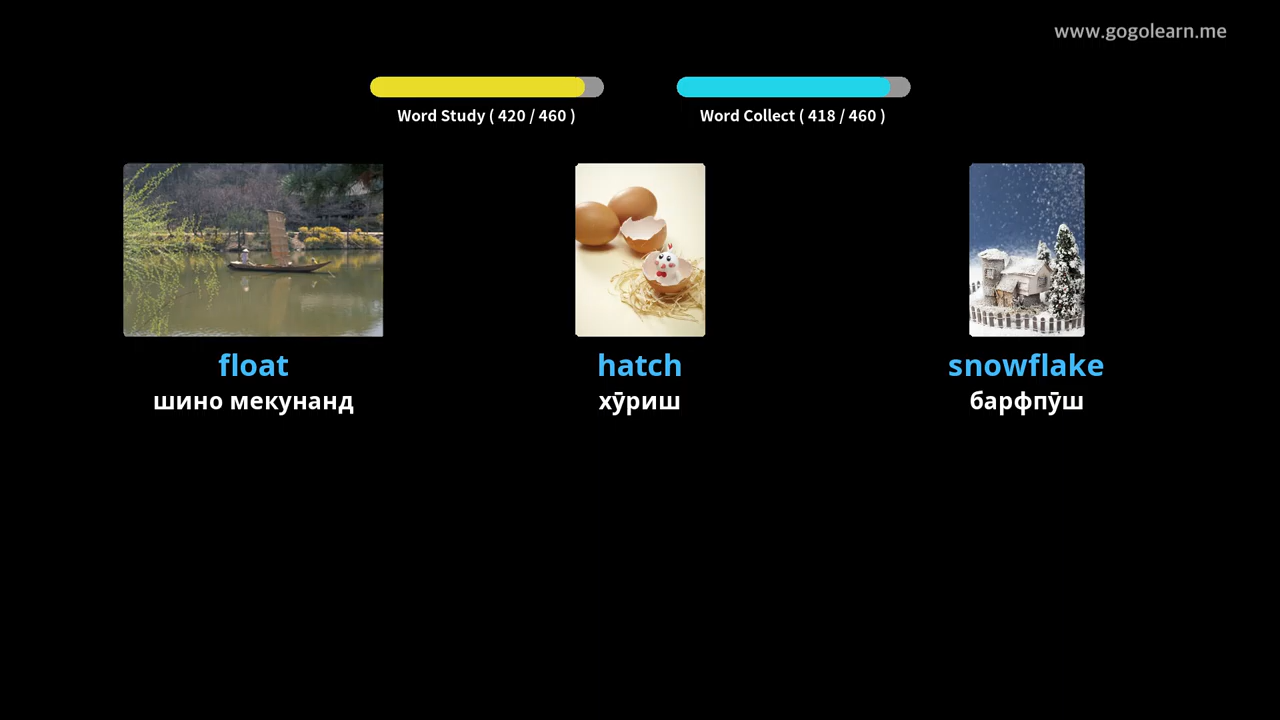 www.gogolearn.me
Word Study ( 420 / 460 )
Word Collect ( 418 / 460 )
float
hatch
snowflake
шино мекунанд
хӯриш
барфпӯш